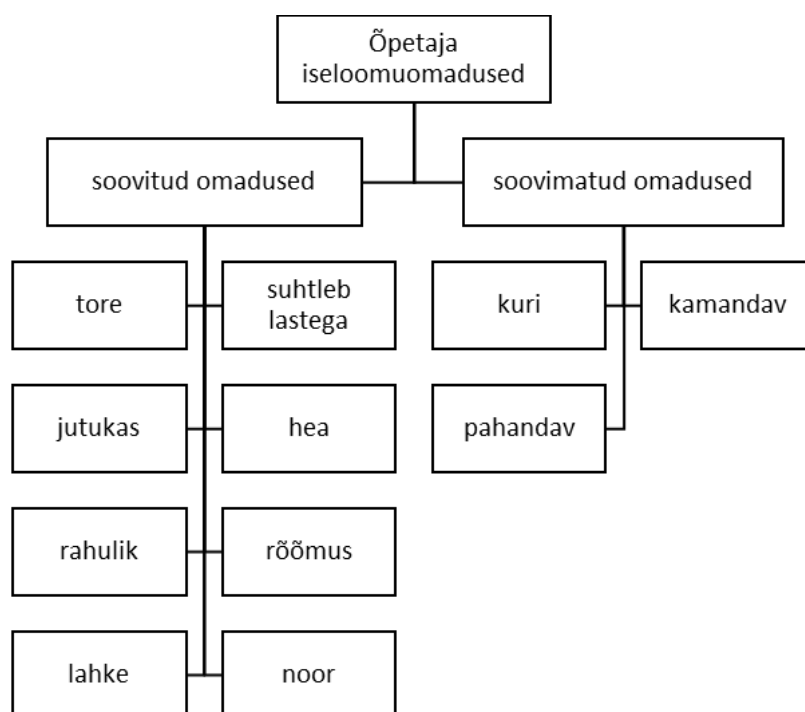 Õpetaja
iseloomuomadused
soovitud omadused
soovimatud omadused
tore
suhtleb
lastega
kuri
kamandav
jutukas
hea
pahandav
rahulik
rõõmus
lahke
noor